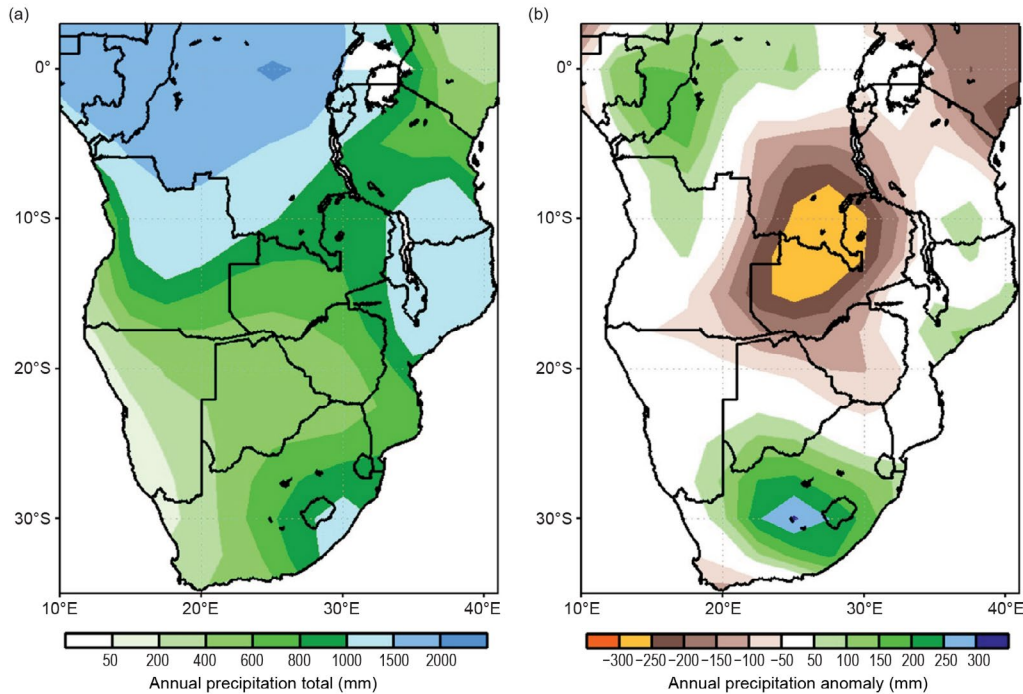 (a)
(b)
0°
10°S
20°S
30°S
10°E
20°E
30°E
40°E
0°
10°S
20°S
30°S
10°E
20°E
30°E
40°E
50 200 400 600 800 1000 1500 2000
Annual precipitation total (mm)
−300 −250 −200 −150 −100 −50 50 100 150 200 250 300
Annual precipitation anomaly (mm)